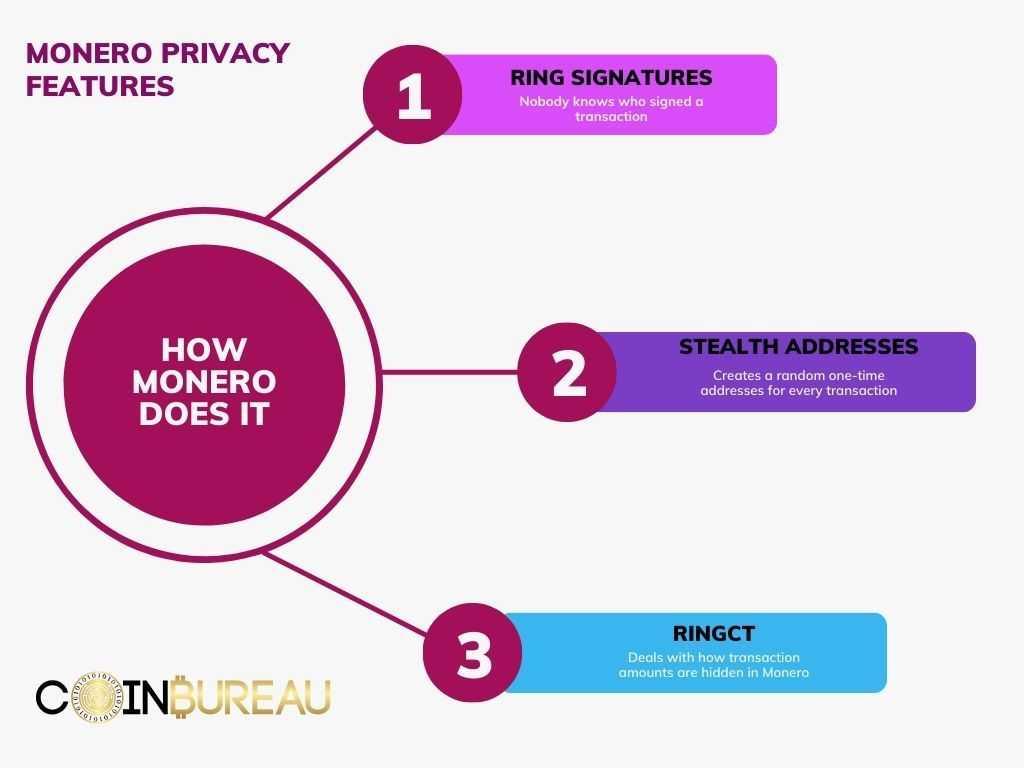 MONERO PRIVACY
FEATURES
1
RING SIGNATURES
Nobody knows who signed a
transaction
HOW
MONERO
DOES IT
2
STEALTH ADDRESSES
Creates a random one-time
addresses for every transaction
3
RINGCT
Deals with how transaction
amounts are hidden in Monero
COINBUREAU